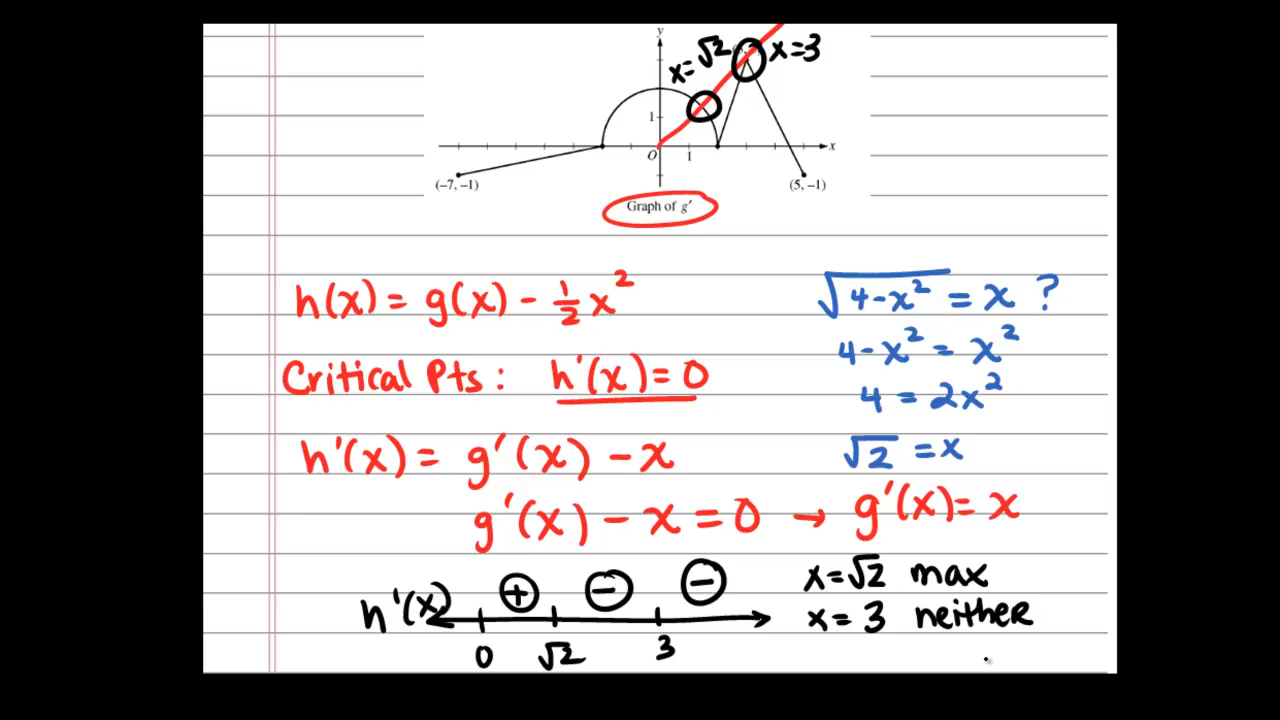 y
x=√2
x=3
1
O
1
x
(−7, −1)
(5, −1)
Graph of g′
h(x) = g(x) − ½x²
Critical Pts: h'(x) = 0
h'(x) = g'(x) − x
g'(x) − x = 0 → g'(x) = x
√4−x² = x ?
4−x² = x²
4 = 2x²
√2 = x
h'(x) + − −
0 √2 3
x=√2 max
x= 3 neither